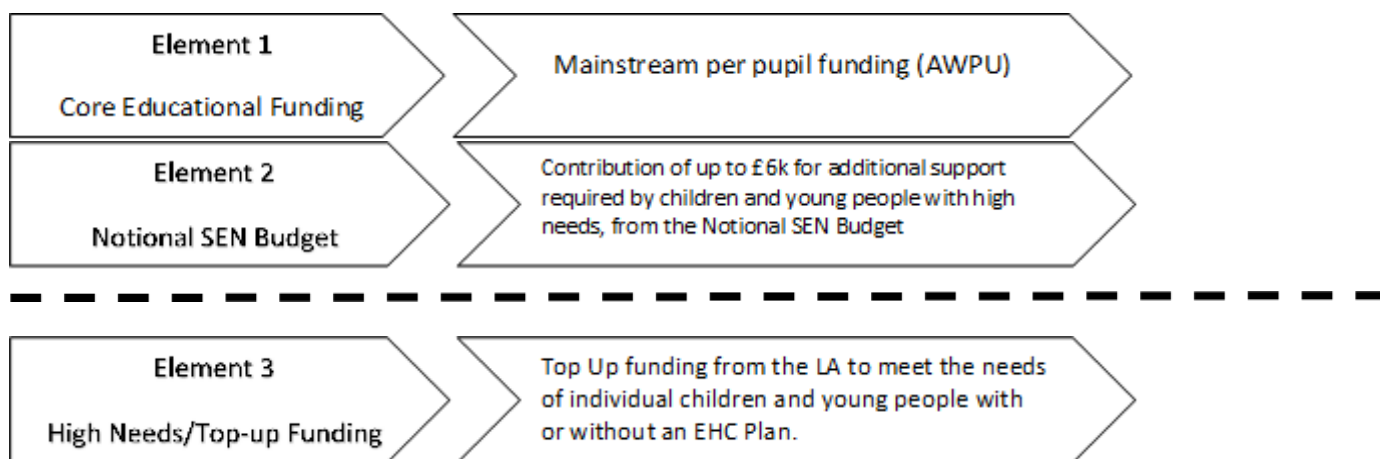 Element 1
Core Educational Funding
Mainstream per pupil funding (AWPU)
Element 2
Notional SEN Budget
Contribution of up to £6k for additional support
required by children and young people with high
needs, from the Notional SEN Budget
Element 3
High Needs/Top-up Funding
Top Up funding from the LA to meet the needs
of individual children and young people with
or without an EHC Plan.